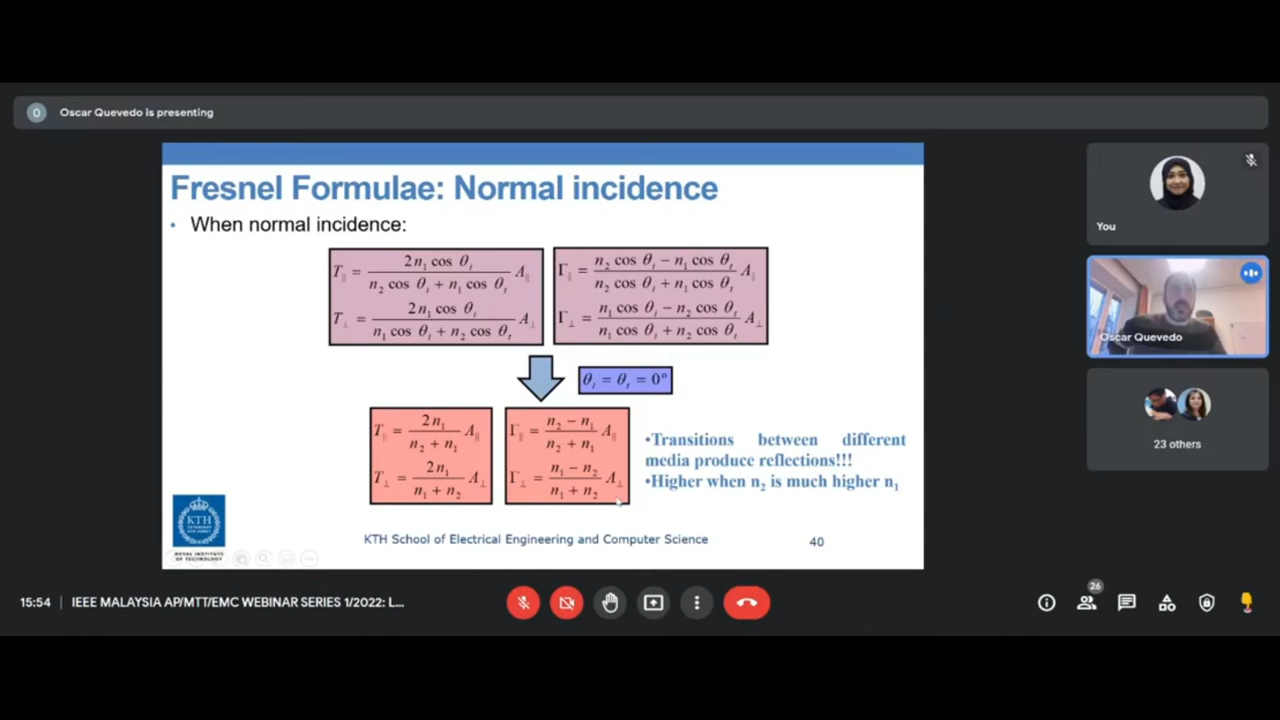 O Oscar Quevedo is presenting
Fresnel Formulae: Normal incidence
• When normal incidence:
T∥ = 2n₁ cos θᵢ / (n₂ cos θᵢ + n₁ cos θₜ) A∥
T⊥ = 2n₁ cos θᵢ / (n₁ cos θᵢ + n₂ cos θₜ) A⊥
Γ∥ = (n₂ cos θᵢ − n₁ cos θₜ) / (n₂ cos θᵢ + n₁ cos θₜ) A∥
Γ⊥ = (n₁ cos θᵢ − n₂ cos θₜ) / (n₁ cos θᵢ + n₂ cos θₜ) A⊥
θᵢ = θₜ = 0º
T∥ = 2n₁ / (n₂ + n₁) A∥
T⊥ = 2n₁ / (n₁ + n₂) A⊥
Γ∥ = (n₂ − n₁) / (n₂ + n₁) A∥
Γ⊥ = (n₁ − n₂) / (n₁ + n₂) A⊥
•Transitions between different
media produce reflections!!!
•Higher when n₂ is much higher n₁
KTH
ROYAL INSTITUTE
OF TECHNOLOGY
KTH School of Electrical Engineering and Computer Science
40
You
Oscar Quevedo
23 others
15:54 | IEEE MALAYSIA AP/MTT/EMC WEBINAR SERIES 1/2022: L...
26